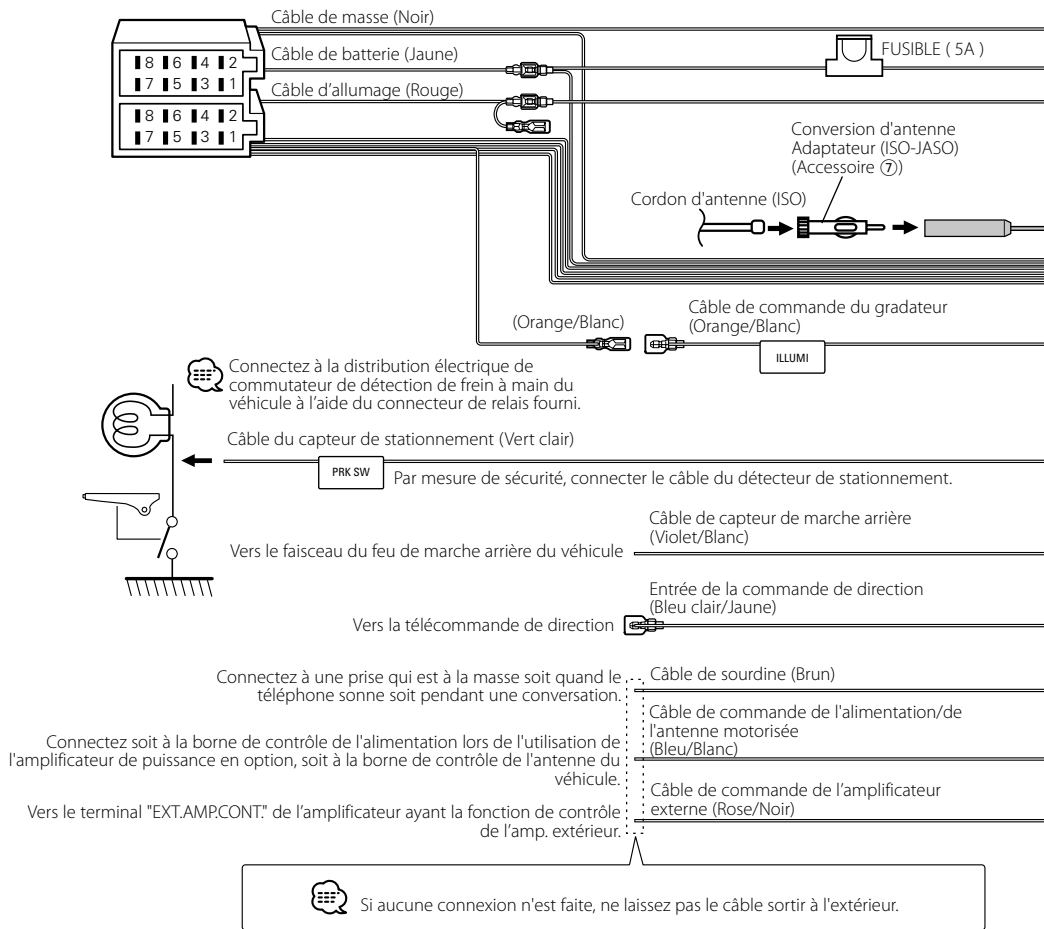 Câble de masse (Noir)
FUSIBLE ( 5A )
Câble de batterie (Jaune)
8 6 4 2
7 5 3 1
Câble d'allumage (Rouge)
8 6 4 2
7 5 3 1
Conversion d'antenne
Adaptateur (ISO-JASO)
(Accessoire ⑦)
Cordon d'antenne (ISO)
(Orange/Blanc)
Câble de commande du gradateur
(Orange/Blanc)
ILLUMI
Connectez à la distribution électrique de
commutateur de détection de frein à main du
véhicule à l'aide du connecteur de relais fourni.
Câble du capteur de stationnement (Vert clair)
PRK SW
Par mesure de sécurité, connecter le câble du détecteur de stationnement.
Câble de capteur de marche arrière
(Violet/Blanc)
Vers le faisceau du feu de marche arrière du véhicule
Entrée de la commande de direction
(Bleu clair/Jaune)
Vers la télécommande de direction
Connectez à une prise qui est à la masse soit quand le
téléphone sonne soit pendant une conversation.
Câble de sourdine (Brun)
Câble de commande de l'alimentation/de
l'antenne motorisée
(Bleu/Blanc)
Connectez soit à la borne de contrôle de l'alimentation lors de l'utilisation de
l'amplificateur de puissance en option, soit à la borne de contrôle de l'antenne du
véhicule.
Câble de commande de l'amplificateur
externe (Rose/Noir)
Vers le terminal "EXT.AMP.CONT." de l'amplificateur ayant la fonction de contrôle
de l'amp. extérieur.
Si aucune connexion n'est faite, ne laissez pas le câble sortir à l'extérieur.